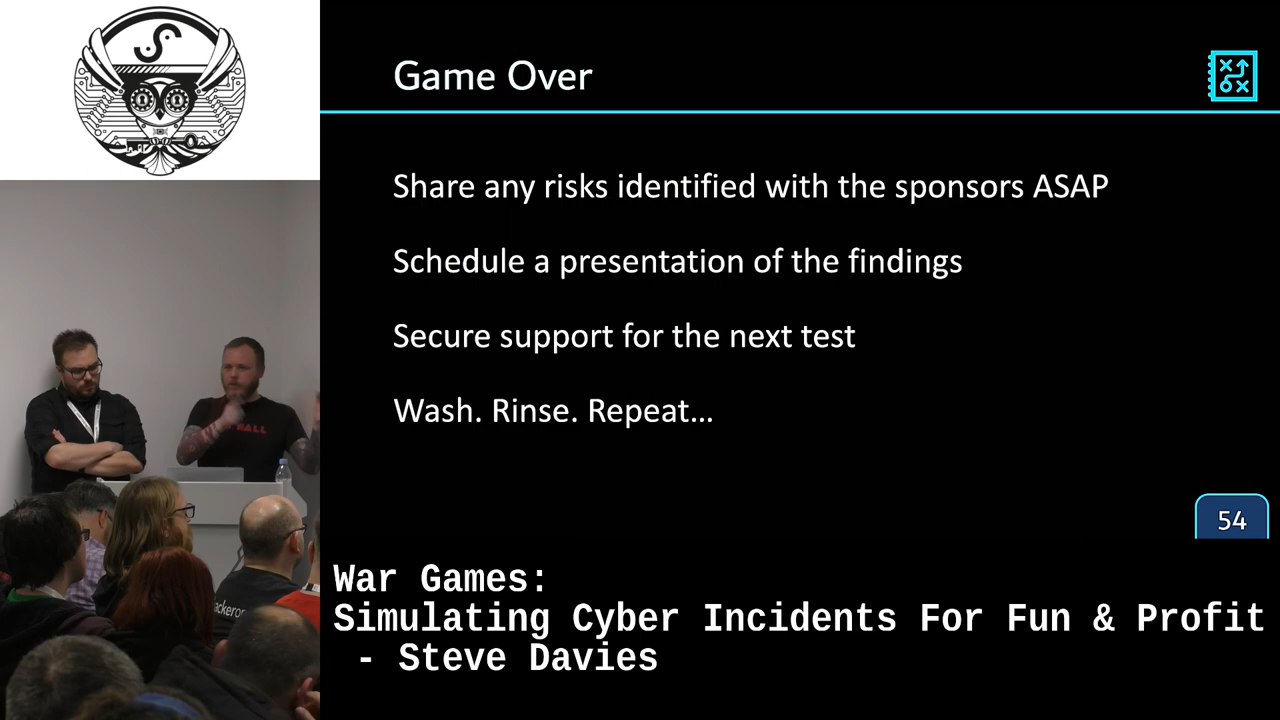 Game Over
Share any risks identified with the sponsors ASAP
Schedule a presentation of the findings
Secure support for the next test
Wash. Rinse. Repeat...
54
War Games:
Simulating Cyber Incidents For Fun & Profit
- Steve Davies